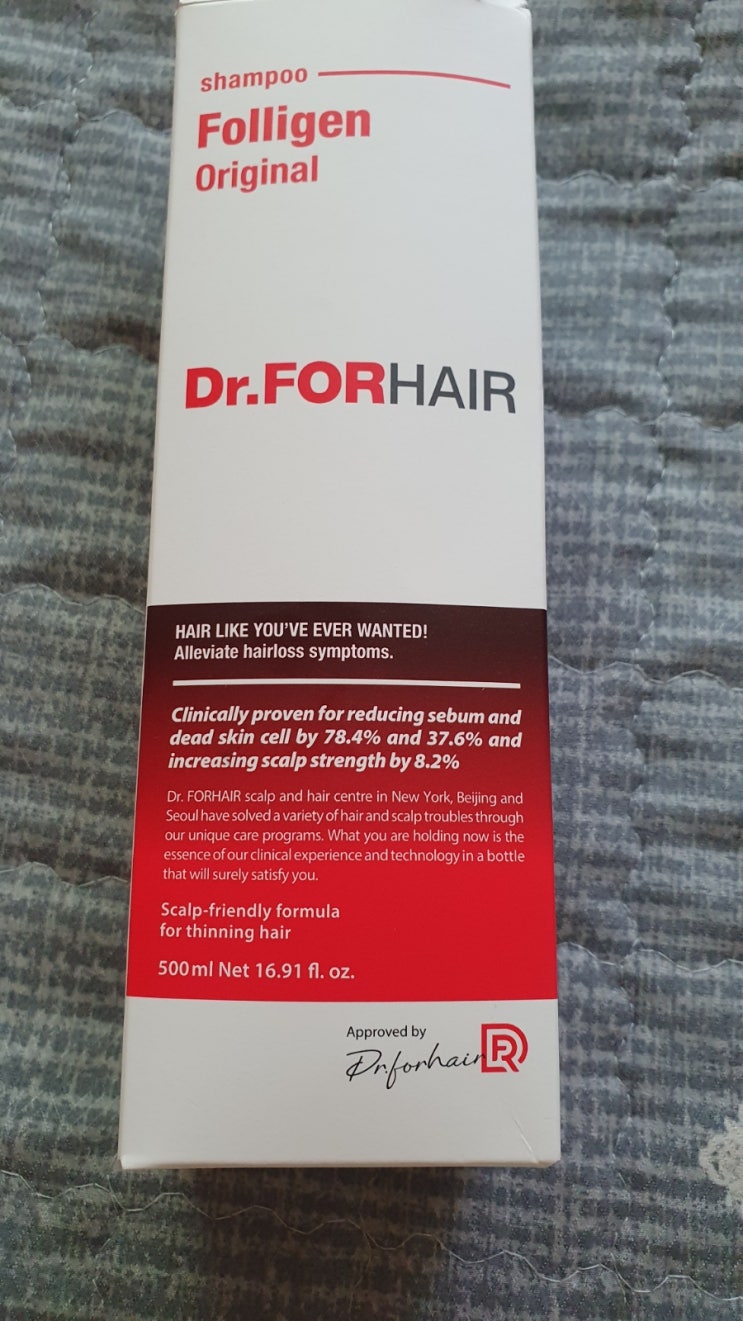 shampoo
Folligen
Original
Dr.FORHAIR
HAIR LIKE YOU'VE EVER WANTED!
Alleviate hairloss symptoms.
Clinically proven for reducing sebum and
dead skin cell by 78.4% and 37.6% and
increasing scalp strength by 8.2%
Dr. FORHAIR scalp and hair centre in New York, Beijing and
Seoul have solved a variety of hair and scalp troubles through
our unique care programs. What you are holding now is the
essence of our clinical experience and technology in a bottle
that will surely satisfy you.
Scalp-friendly formula
for thinning hair
500ml Net 16.91 fl. oz.
Approved by
Dr.forhair